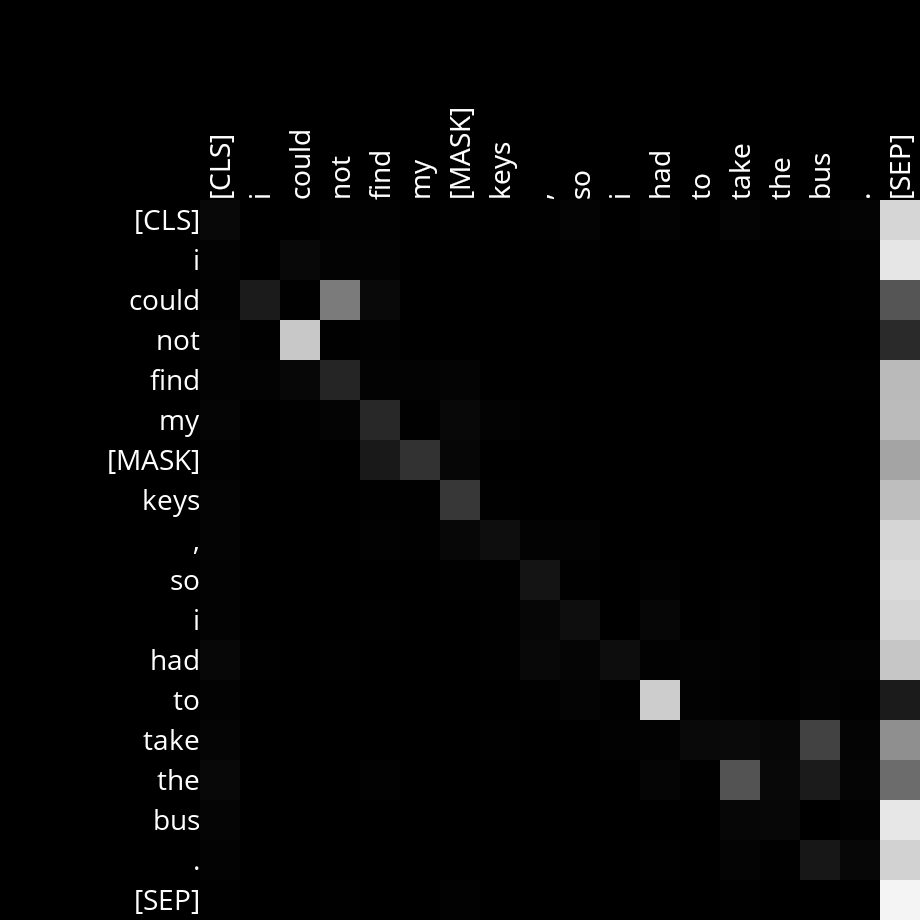 [CLS] i could not find my [MASK] keys , so i had to take the bus . [SEP]
[CLS]
i
could
not
find
my
[MASK]
keys
,
so
i
had
to
take
the
bus
.
[SEP]